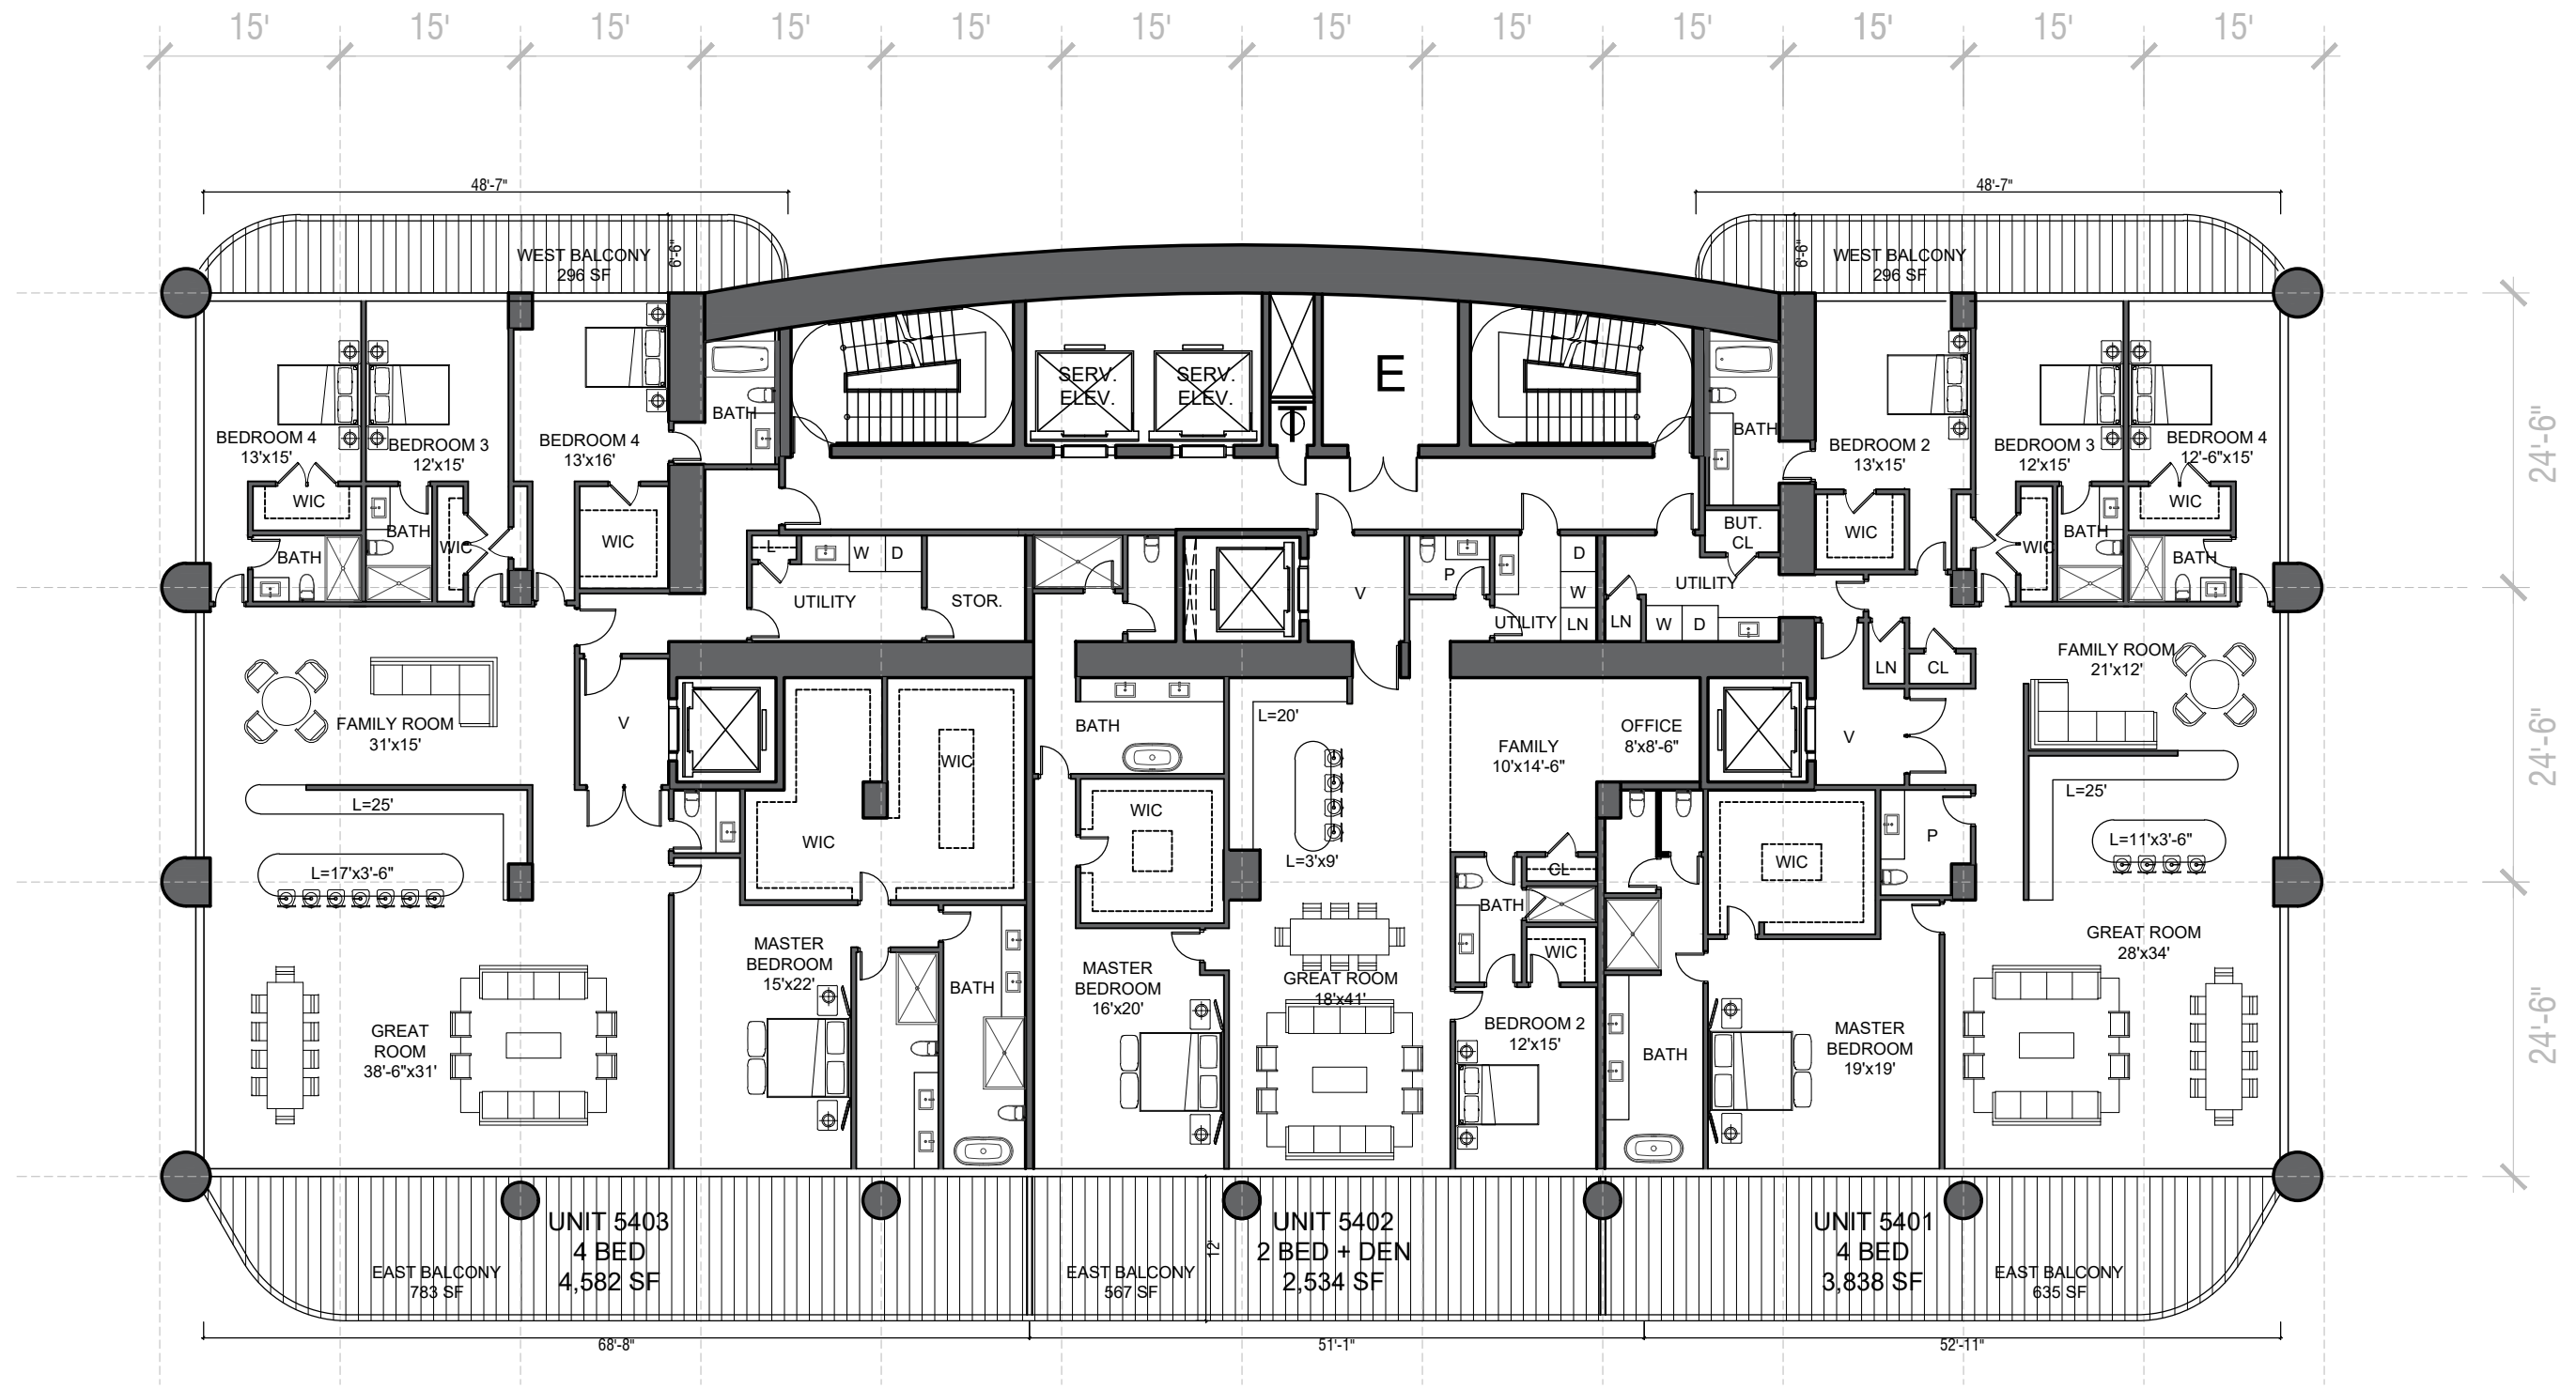 15' 15' 15' 15' 15' 15' 15' 15' 15' 15' 15' 15'
48'-7" 48'-7"
WEST BALCONY
296 SF
6'-6"
WEST BALCONY
296 SF
6'-6"
24'-6"
24'-6"
24'-6"
BEDROOM 4
13'x15'
BEDROOM 3
12'x15'
BEDROOM 4
13'x16'
BATH
SERV.
ELEV.
SERV.
ELEV.
E
BATH
BEDROOM 2
13'x15'
BEDROOM 3
12'x15'
BEDROOM 4
12'-6"x15'
WIC
BATH
BATH
WIC
WIC
L
W D
UTILITY
STOR.
V
P
D
W
UTILITY LN
BUT.
CL
UTILITY
LN W D
WIC
WIC
BATH
WIC
BATH
FAMILY ROOM
31'x15'
V
L=25'
L=17'x3'-6"
WIC
WIC
BATH
WIC
L=20'
L=3'x9'
FAMILY
10'x14'-6"
OFFICE
8'x8'-6"
V
LN CL
FAMILY ROOM
21'x12'
L=25'
L=11'x3'-6"
P
WIC
CL
BATH
WIC
GREAT
ROOM
38'-6"x31'
MASTER
BEDROOM
15'x22'
BATH
MASTER
BEDROOM
16'x20'
GREAT ROOM
18'x41'
BEDROOM 2
12'x15'
BATH
MASTER
BEDROOM
19'x19'
GREAT ROOM
28'x34'
UNIT 5403
4 BED
4,582 SF
EAST BALCONY
783 SF
EAST BALCONY
567 SF
12'
UNIT 5402
2 BED + DEN
2,534 SF
UNIT 5401
4 BED
3,838 SF
EAST BALCONY
635 SF
68'-8" 51'-1" 52'-11"